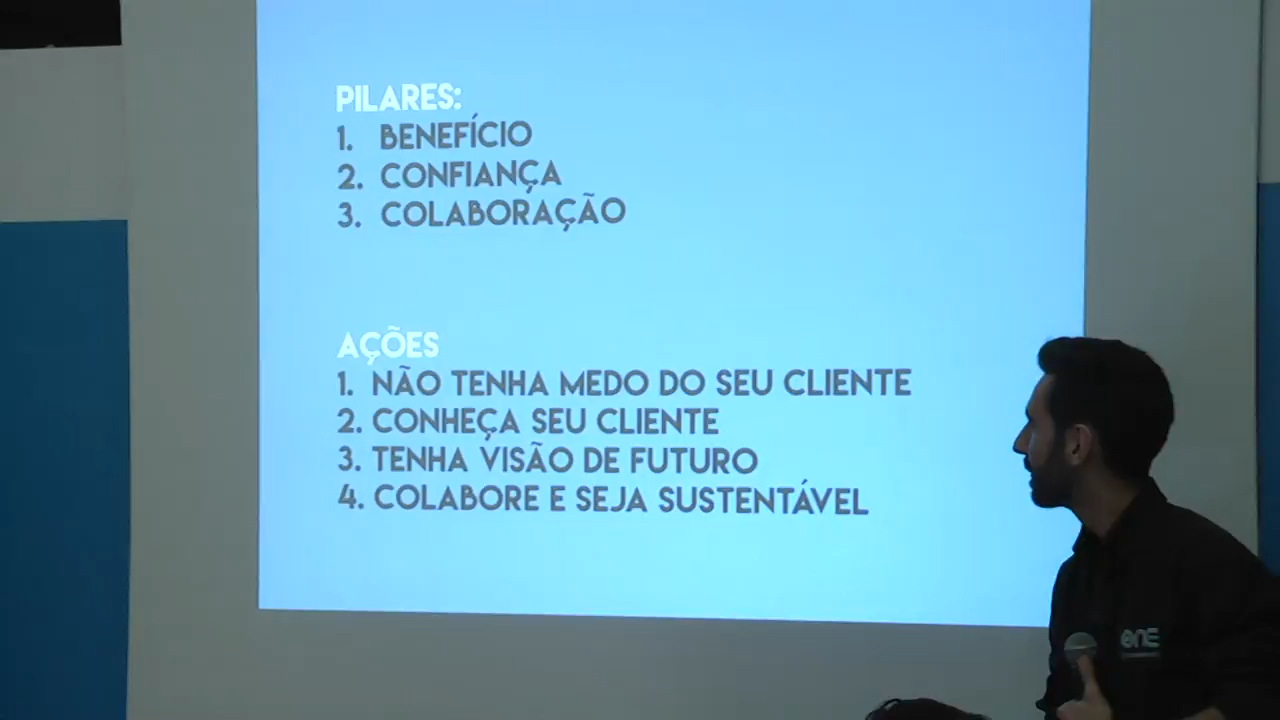 PILARES:
1. BENEFÍCIO
2. CONFIANÇA
3. COLABORAÇÃO
AÇÕES
1. NÃO TENHA MEDO DO SEU CLIENTE
2. CONHEÇA SEU CLIENTE
3. TENHA VISÃO DE FUTURO
4. COLABORE E SEJA SUSTENTÁVEL
ONE